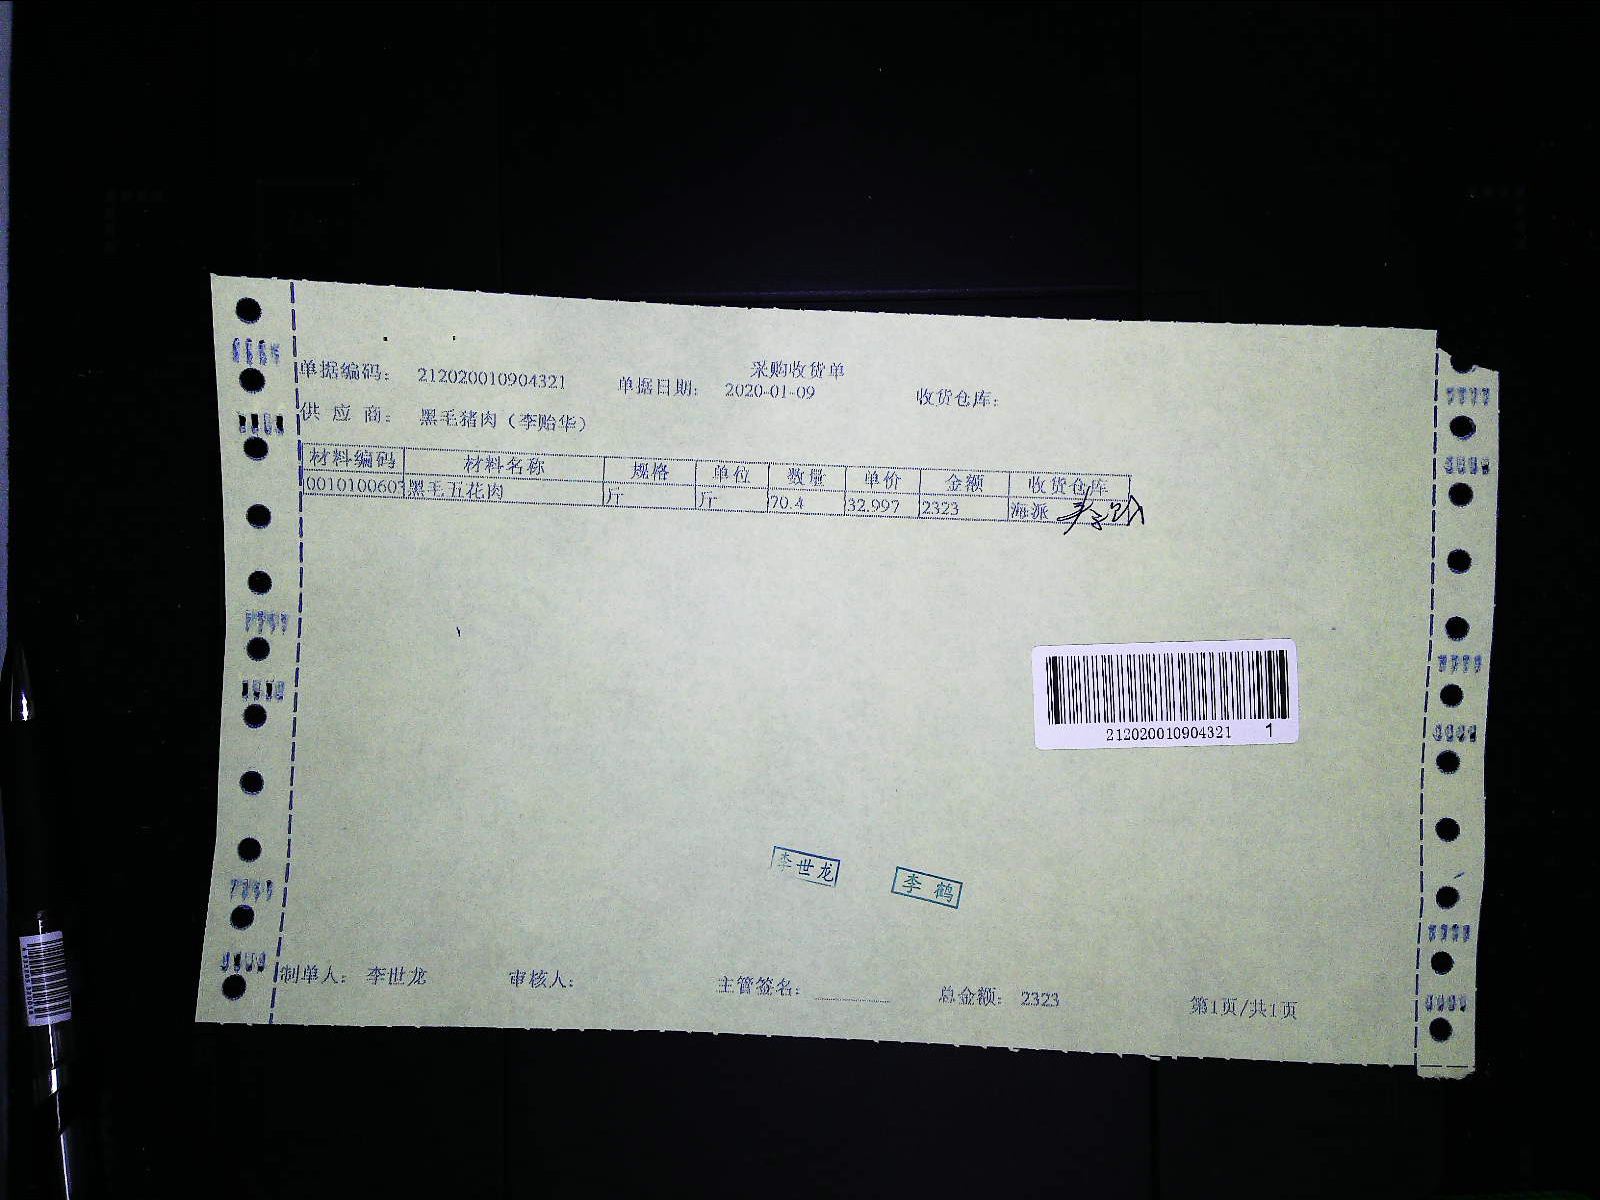 采购收货单
单据编码: 212020010904321 单据日期: 2020-01-09 收货仓库:
供应商: 黑毛猪肉（李贻华）
材料编码 材料名称 规格 单位 数量 单价 金额 收货仓库
0010100603 黑毛五花肉 斤 斤 70.4 32.997 2323 海派
212020010904321 1
李世龙 李鹤
制单人: 李世龙 审核人: 主管签名: 总金额: 2323 第1页/共1页